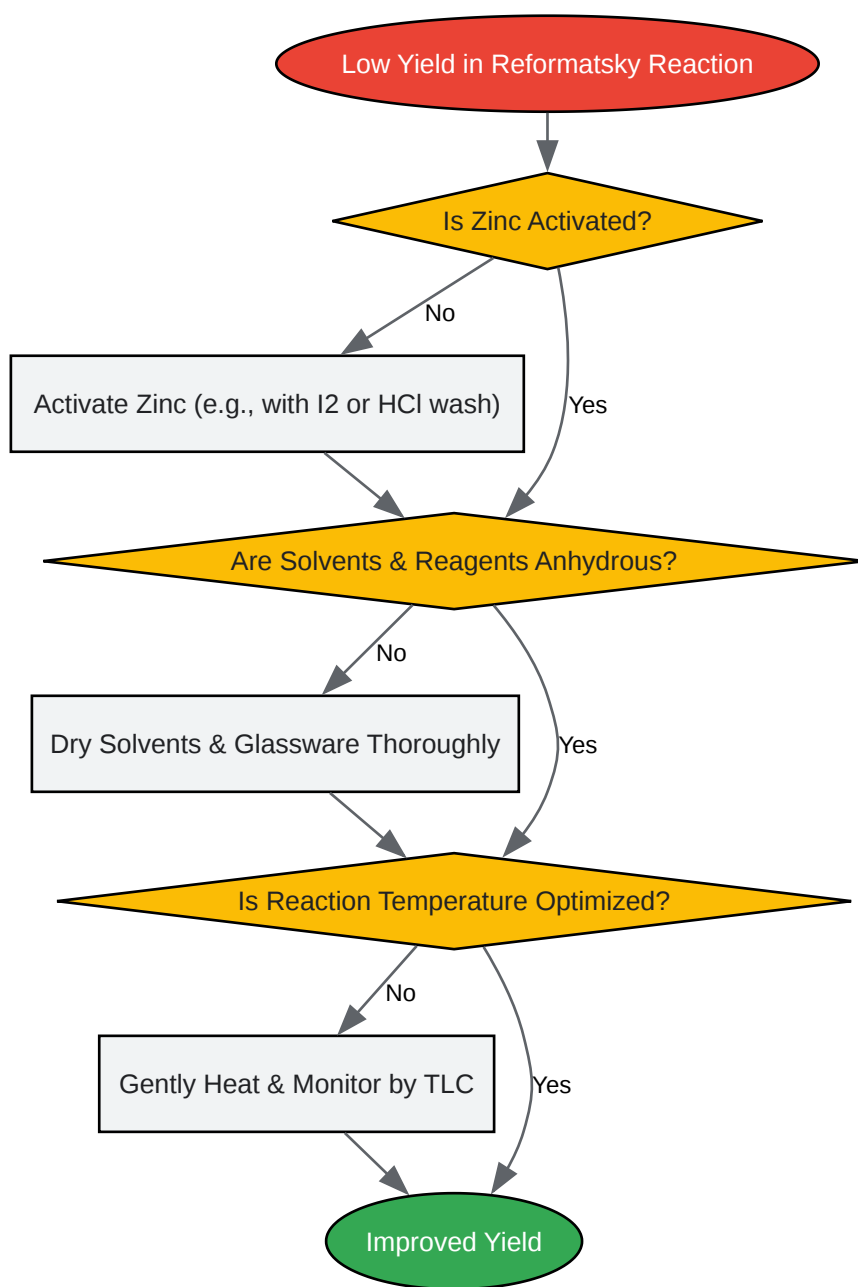 Low Yield in Reformatsky Reaction
Is Zinc Activated?
No
Activate Zinc (e.g., with I2 or HCl wash)
Yes
Are Solvents & Reagents Anhydrous?
No
Dry Solvents & Glassware Thoroughly
Yes
Is Reaction Temperature Optimized?
No
Gently Heat & Monitor by TLC
Yes
Improved Yield